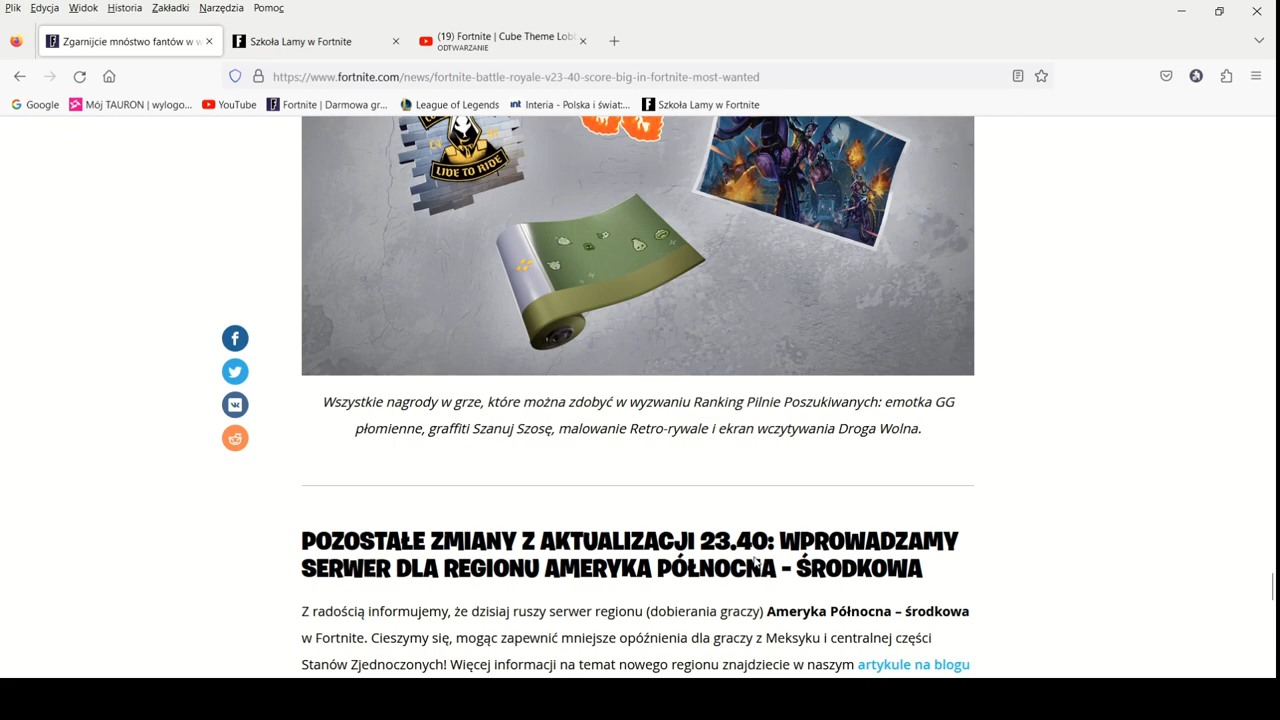 Plik Edycja Widok Historia Zakładki Narzędzia Pomoc
Zgarnijcie mnóstwo fantów w w
Szkoła Lamy w Fortnite
(19) Fortnite | Cube Theme Lob
ODTWARZANIE
https://www.fortnite.com/news/fortnite-battle-royale-v23-40-score-big-in-fortnite-most-wanted
Google Mój TAURON | wylogo... YouTube Fortnite | Darmowa gr... League of Legends Interia - Polska i świat:... Szkoła Lamy w Fortnite
LIDE TO RIDE
Wszystkie nagrody w grze, które można zdobyć w wyzwaniu Ranking Pilnie Poszukiwanych: emotka GG
płomienne, graffiti Szanuj Szosę, malowanie Retro-rywale i ekran wczytywania Droga Wolna.
POZOSTAŁE ZMIANY Z AKTUALIZACJI 23.40: WPROWADZAMY
SERWER DLA REGIONU AMERYKA PÓŁNOCNA - ŚRODKOWA
Z radością informujemy, że dzisiaj ruszy serwer regionu (dobierania graczy) Ameryka Północna – środkowa
w Fortnite. Cieszymy się, mogąc zapewnić mniejsze opóźnienia dla graczy z Meksyku i centralnej części
Stanów Zjednoczonych! Więcej informacji na temat nowego regionu znajdziecie w naszym artykule na blogu